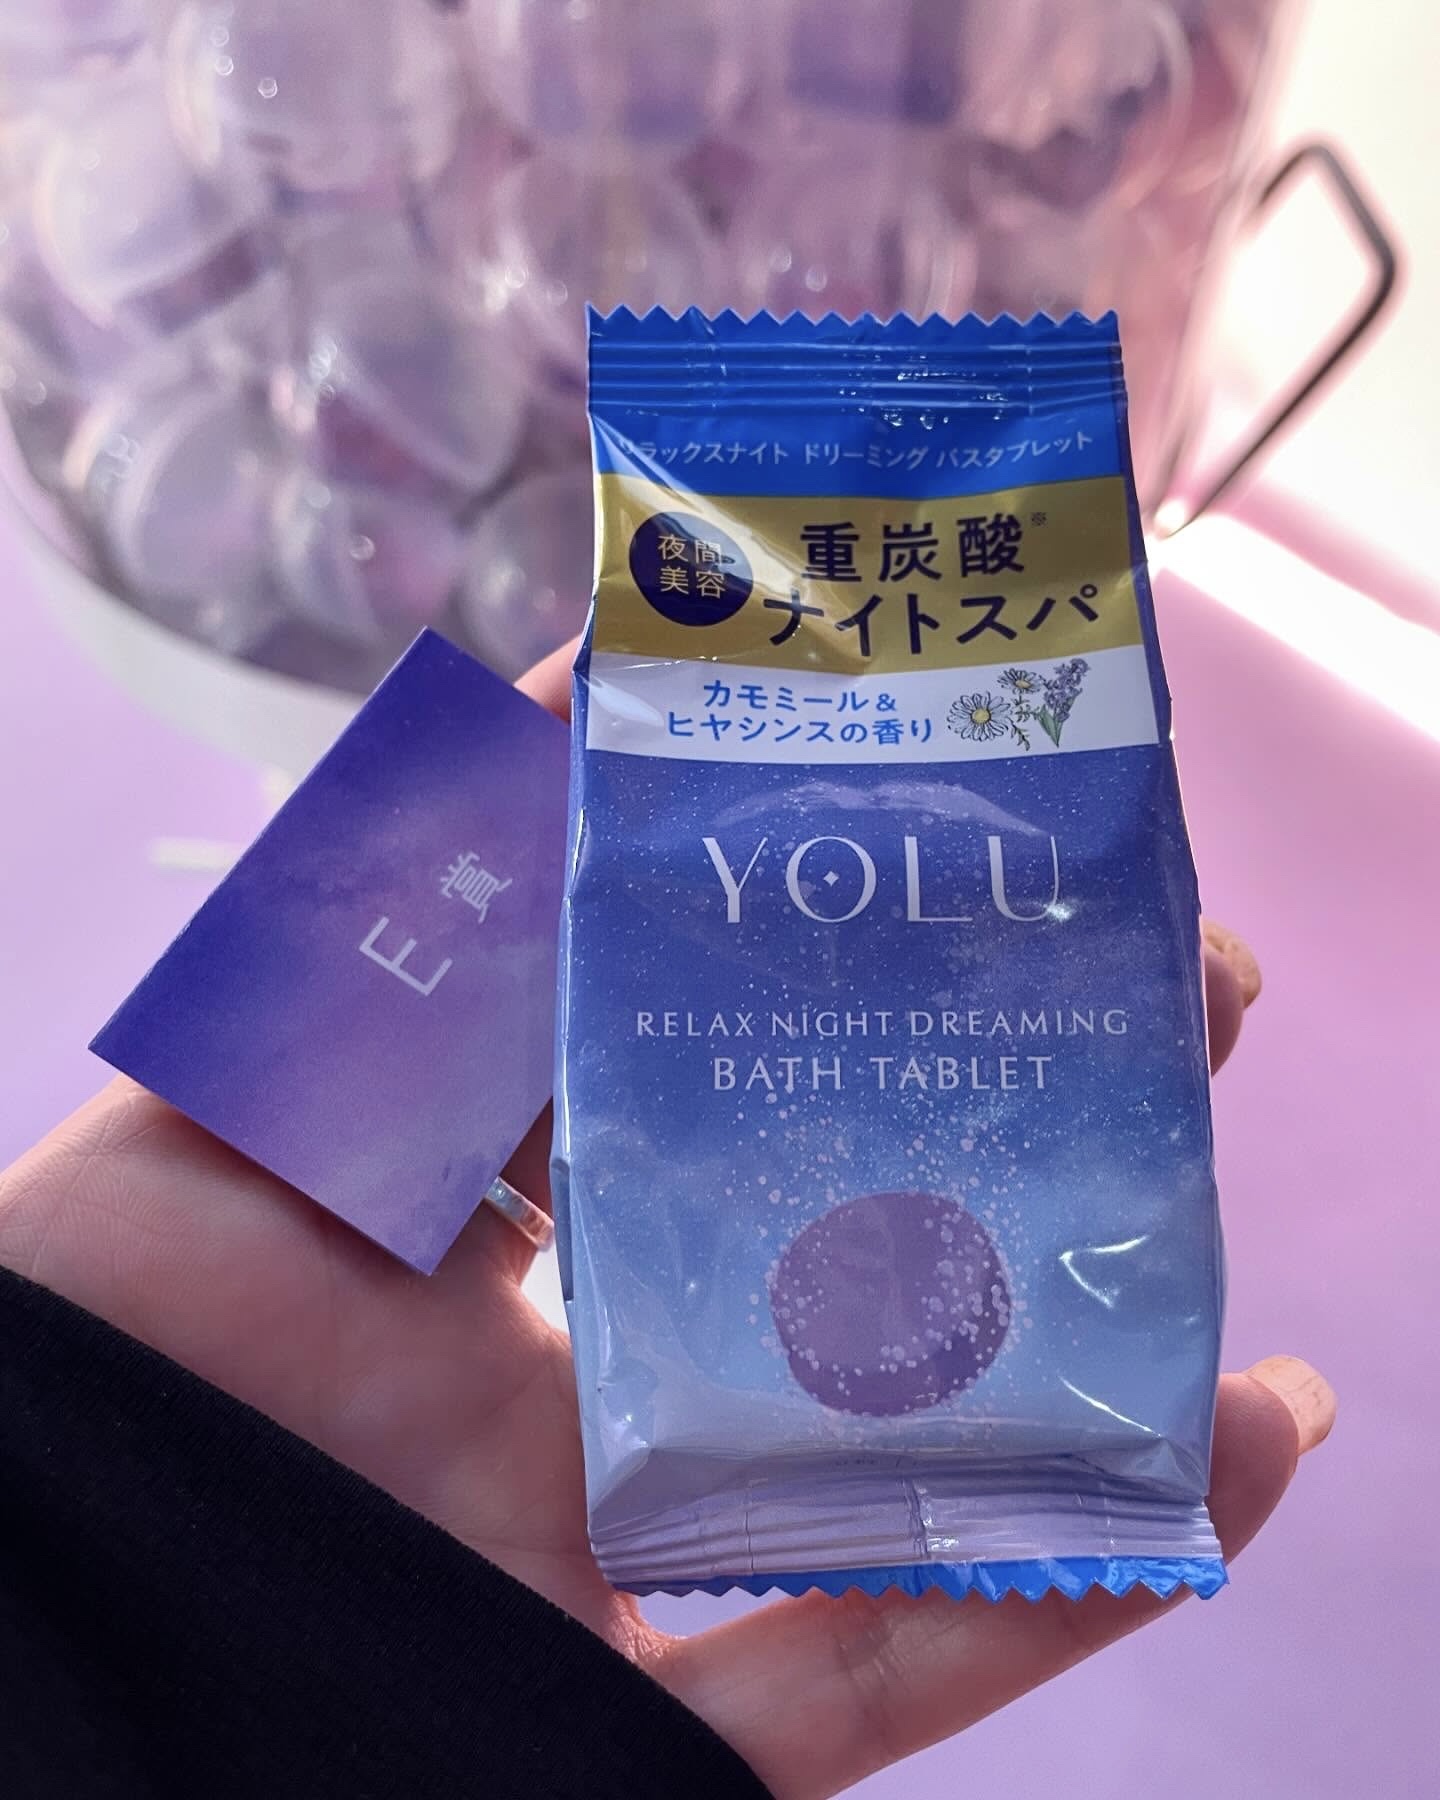 リラックスナイト ドリーミング バスタブレット
夜間
美容
重炭酸※
ナイトスパ
カモミール&
ヒヤシンスの香り
YOLU
RELAX NIGHT DREAMING
BATH TABLET
E賞